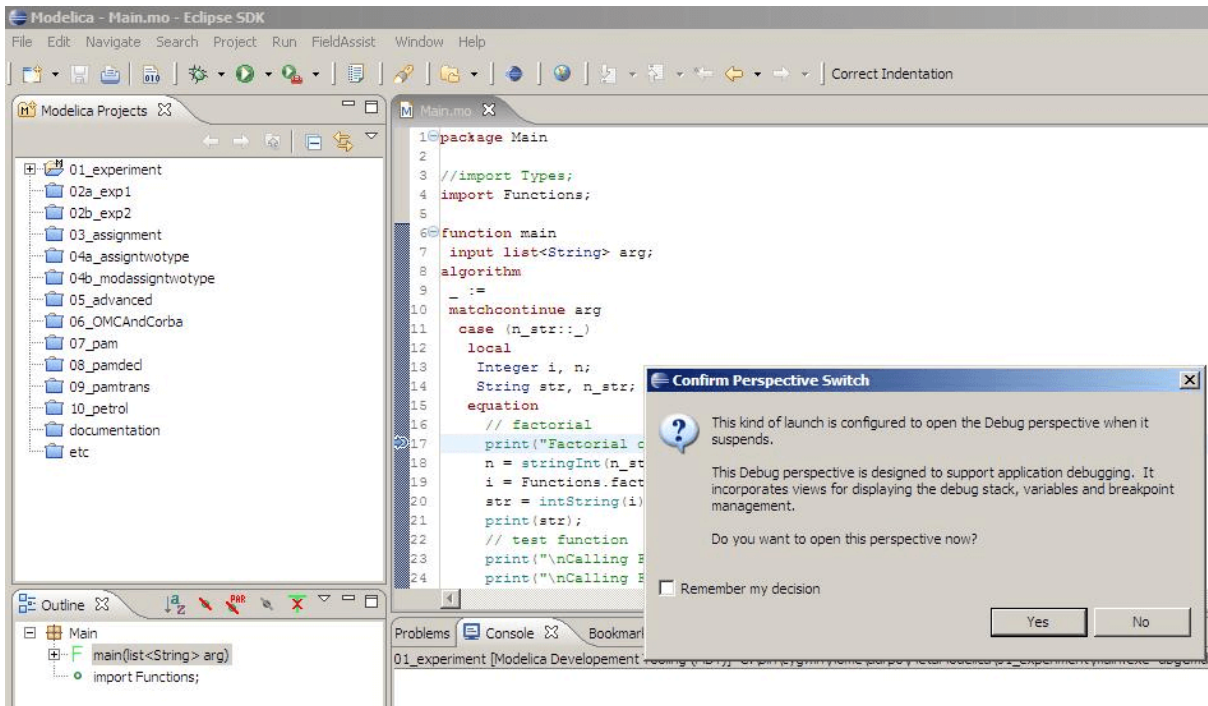 Modelica - Main.mo - Eclipse SDK
File Edit Navigate Search Project Run FieldAssist Window Help
Correct Indentation
Modelica Projects
01_experiment
02a_exp1
02b_exp2
03_assignment
04a_assigntwotype
04b_modassigntwotype
05_advanced
06_OMCAndCorba
07_pam
08_pamdecl
09_pamtrans
10_petrol
documentation
etc
Main.mo
1 package Main
2
3 //import Types;
4 import Functions;
5
6 function main
7 input list<String> arg;
8 algorithm
9 _ :=
10 matchcontinue arg
11 case (n_str::_)
12 local
13 Integer i, n;
14 String str, n_str;
15 equation
16 // factorial
17 print("Factorial
18 n = stringInt(n_st
19 i = Functions.fact
20 str = intString(i)
21 print(str);
22 // test function
23 print("\nCalling
24 print("\nCalling
Confirm Perspective Switch
This kind of launch is configured to open the Debug perspective when it
suspends.
This Debug perspective is designed to support application debugging. It
incorporates views for displaying the debug stack, variables and breakpoint
management.
Do you want to open this perspective now?
Remember my decision
Yes No
Outline
Main
main(list<String> arg)
import Functions;
Problems Console Bookmar
01_experiment [Modelica Developement